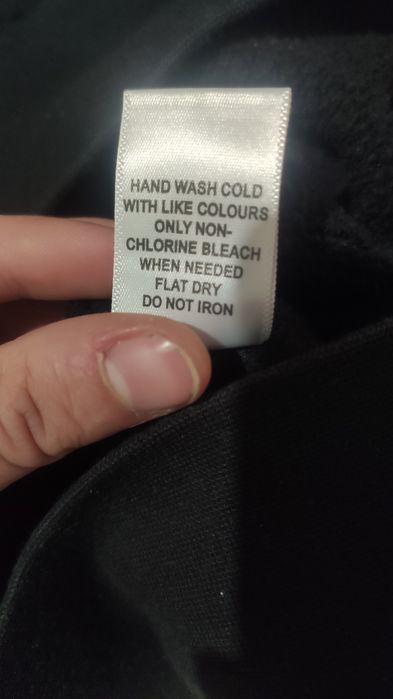 HAND WASH COLD
WITH LIKE COLOURS
ONLY NON-
CHLORINE BLEACH
WHEN NEEDED
FLAT DRY
DO NOT IRON